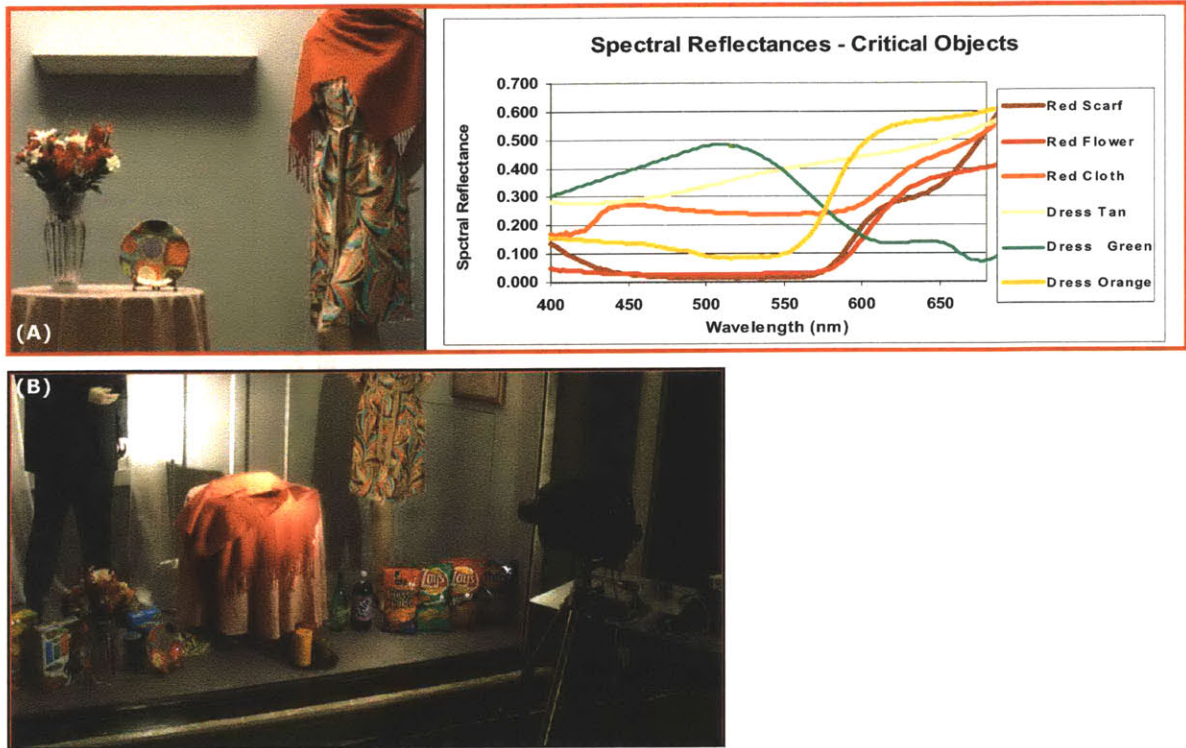 Spectral Reflectances - Critical Objects
Spectral Reflectance
0.700
0.600
0.500
0.400
0.300
0.200
0.100
0.000
400 450 500 550 600 650
Wavelength (nm)
Red Scarf
Red Flower
Red Cloth
Dress Tan
Dress Green
Dress Orange
(A)
(B)
Lay's
Lay's